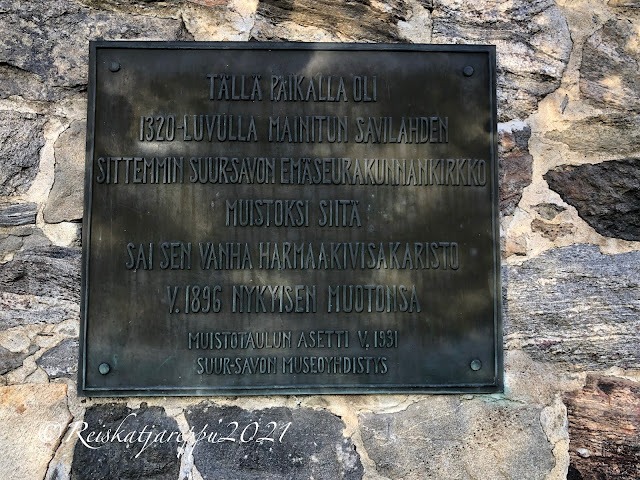 TÄLLÄ PAIKALLA OLI
1320-LUVULLA MAINITUN SAVILAHDEN
SITTEMMIN SUUR-SAVON EMÄSEURAKUNNANKIRKKO
MUISTOKSI SIITÄ
SAI SEN VANHA HARMAAKIVISAKARISTO
V. 1896 NYKYISEN MUOTONSA
MUISTOTAULUN ASETTI V. 1931
SUUR-SAVON MUSEOYHDISTYS
©Reiskatjareppu2021